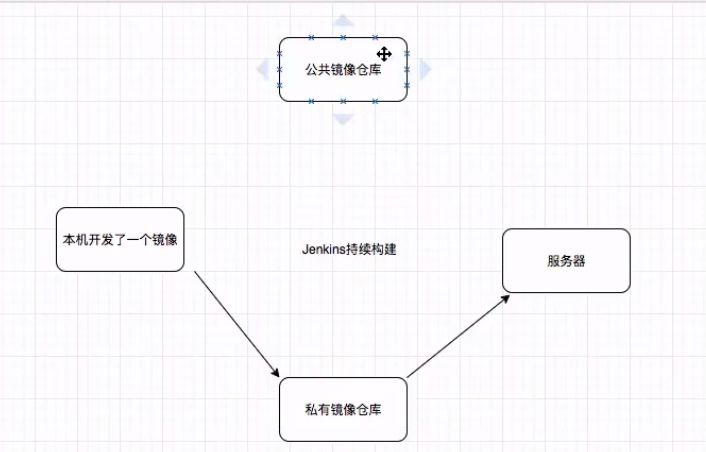 公共镜像仓库
本机开发了一个镜像
Jenkins持续构建
服务器
私有镜像仓库